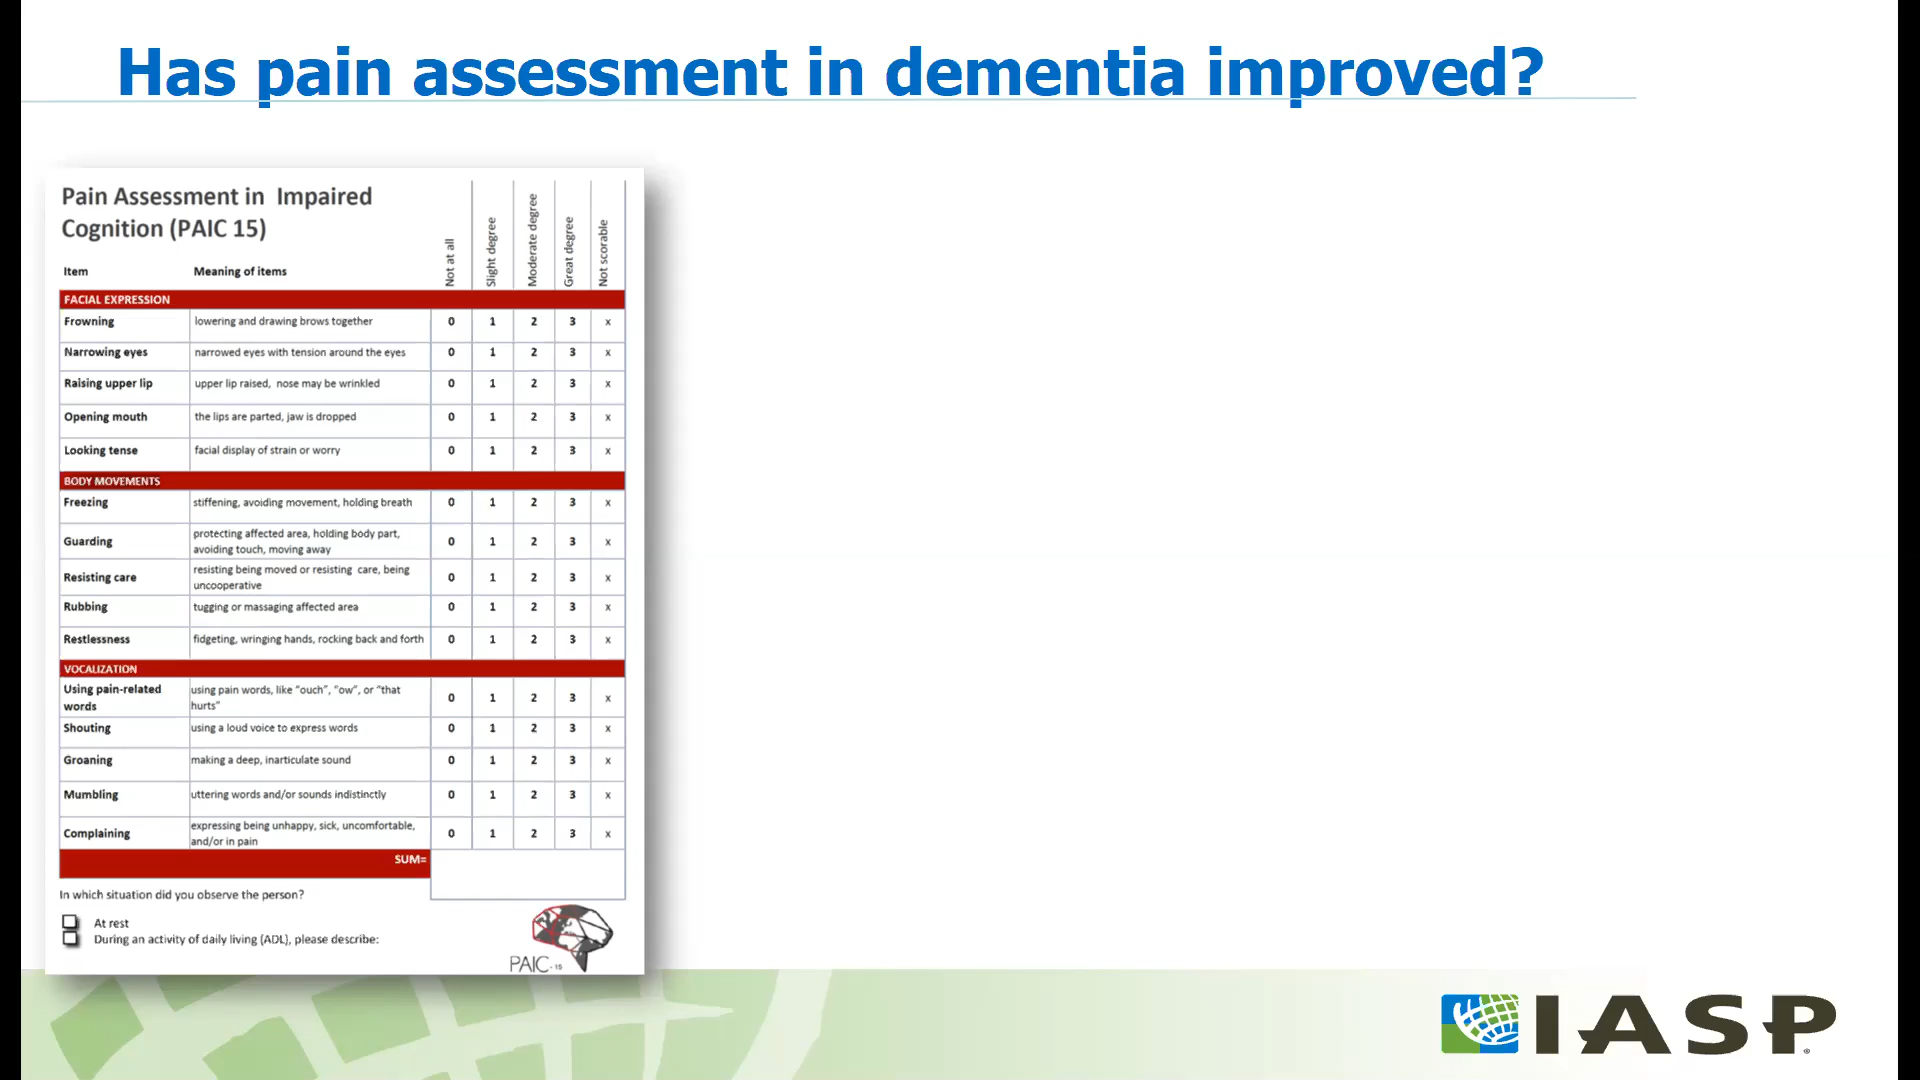 Has pain assessment in dementia improved?
Pain Assessment in Impaired
Cognition (PAIC 15)
Item Meaning of items Not at all Slight degree Moderate degree Great degree Not scorable
FACIAL EXPRESSION
Frowning lowering and drawing brows together 0 1 2 3 x
Narrowing eyes narrowed eyes with tension around the eyes 0 1 2 3 x
Raising upper lip upper lip raised, nose may be wrinkled 0 1 2 3 x
Opening mouth the lips are parted, jaw is dropped 0 1 2 3 x
Looking tense facial display of strain or worry 0 1 2 3 x
BODY MOVEMENTS
Freezing stiffening, avoiding movement, holding breath 0 1 2 3 x
Guarding protecting affected area, holding body part,
avoiding touch, moving away 0 1 2 3 x
Resisting care resisting being moved or resisting care, being
uncooperative 0 1 2 3 x
Rubbing tugging or massaging affected area 0 1 2 3 x
Restlessness fidgeting, wringing hands, rocking back and forth 0 1 2 3 x
VOCALIZATION
Using pain-related using pain words, like “ouch”, “ow”, or “that
words hurts” 0 1 2 3 x
Shouting using a loud voice to express words 0 1 2 3 x
Groaning making a deep, inarticulate sound 0 1 2 3 x
Mumbling uttering words and/or sounds indistinctly 0 1 2 3 x
Complaining expressing being unhappy, sick, uncomfortable,
and/or in pain 0 1 2 3 x
SUM=
In which situation did you observe the person?
At rest
During an activity of daily living (ADL), please describe:
PAIC-15
IASP®